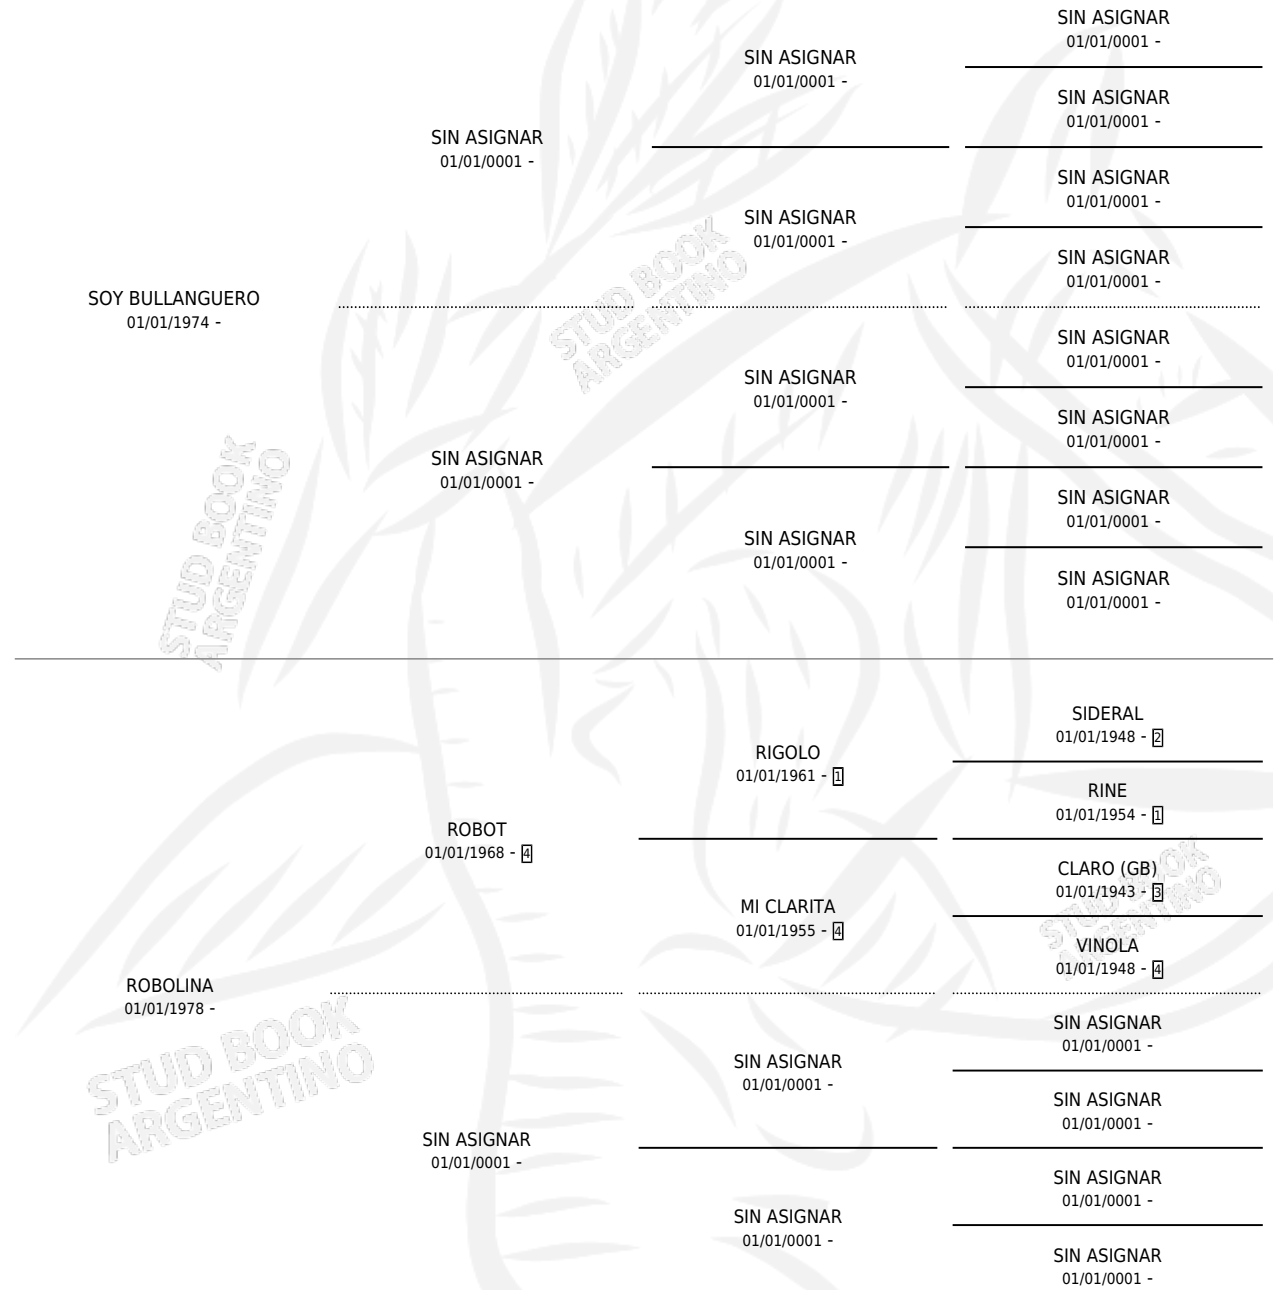 SIN ASIGNAR
01/01/0001 -
SIN ASIGNAR
01/01/0001 -
SIN ASIGNAR
01/01/0001 -
SIN ASIGNAR
01/01/0001 -
SIN ASIGNAR
01/01/0001 -
SIN ASIGNAR
01/01/0001 -
SIN ASIGNAR
01/01/0001 -
STUD BOOK
ARGENTINO
SOY BULLANGUERO
01/01/1974 -
SIN ASIGNAR
01/01/0001 -
SIN ASIGNAR
01/01/0001 -
SIN ASIGNAR
01/01/0001 -
SIN ASIGNAR
01/01/0001 -
STUD BOOK
ARGENTINO
SIN ASIGNAR
01/01/0001 -
SIN ASIGNAR
01/01/0001 -
SIN ASIGNAR
01/01/0001 -
SIDERAL
01/01/1948 - 2
RIGOLO
01/01/1961 - 1
RINE
01/01/1954 - 1
ROBOT
01/01/1968 - 4
CLARO (GB)
01/01/1943 - 3
MI CLARITA
01/01/1955 - 4
STUD BOOK
ARGENTINO
VINOLA
01/01/1948 - 4
ROBOLINA
01/01/1978 -
STUD BOOK
ARGENTINO
SIN ASIGNAR
01/01/0001 -
SIN ASIGNAR
01/01/0001 -
SIN ASIGNAR
01/01/0001 -
SIN ASIGNAR
01/01/0001 -
SIN ASIGNAR
01/01/0001 -
SIN ASIGNAR
01/01/0001 -
SIN ASIGNAR
01/01/0001 -